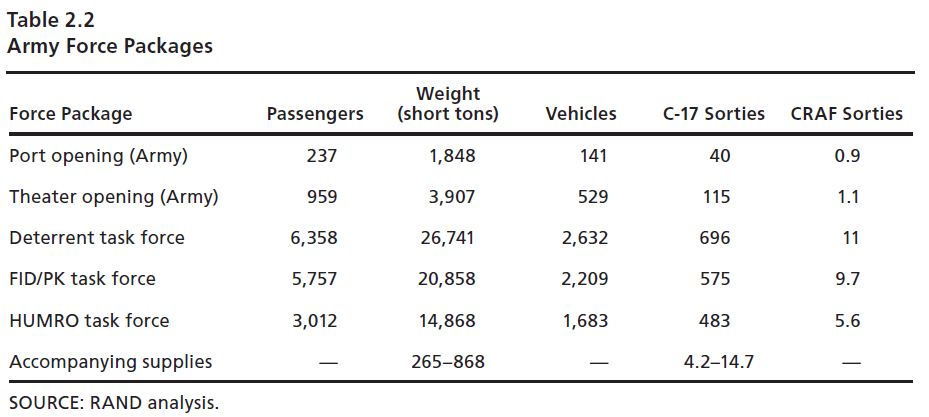 Table 2.2
Army Force Packages
Force Package Passengers Weight (short tons) Vehicles C-17 Sorties CRAF Sorties
Port opening (Army) 237 1,848 141 40 0.9
Theater opening (Army) 959 3,907 529 115 1.1
Deterrent task force 6,358 26,741 2,632 696 11
FID/PK task force 5,757 20,858 2,209 575 9.7
HUMRO task force 3,012 14,868 1,683 483 5.6
Accompanying supplies — 265–868 — 4.2–14.7 —
SOURCE: RAND analysis.